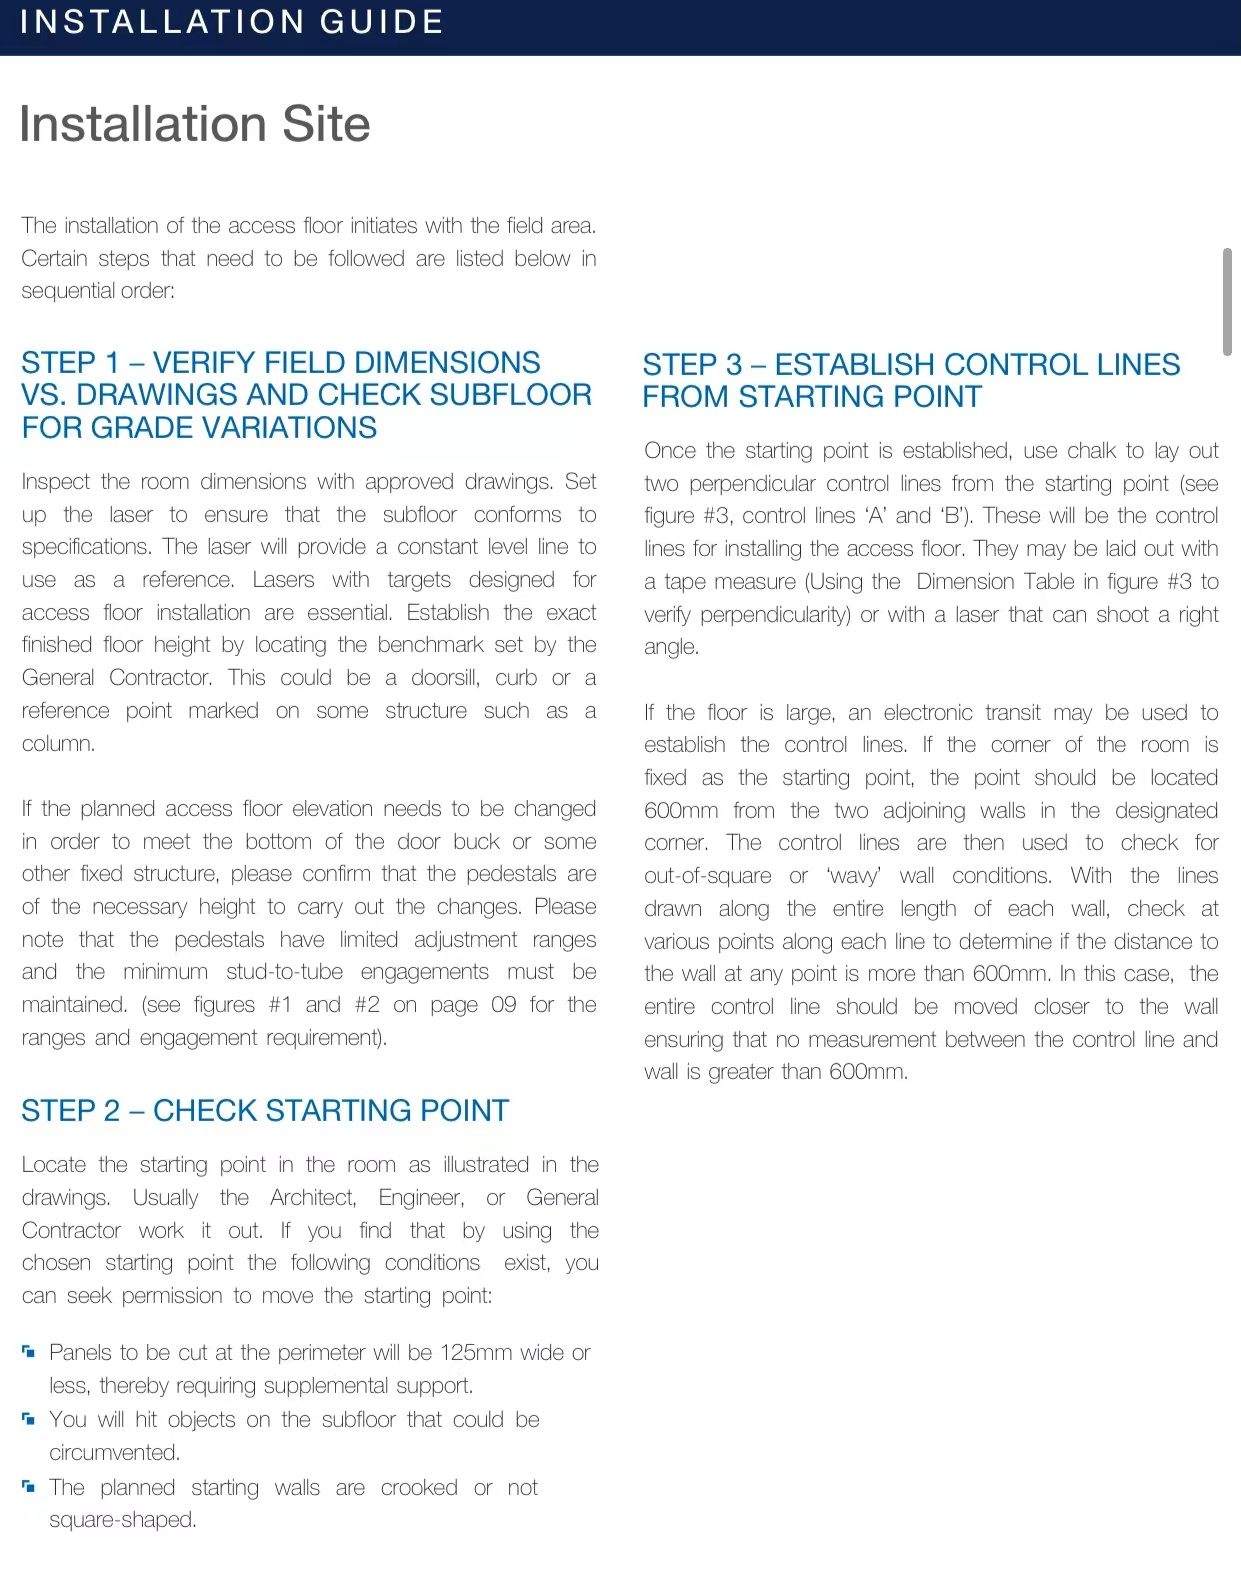 INSTALLATION GUIDE
Installation Site
The installation of the access floor initiates with the field area.
Certain steps that need to be followed are listed below in
sequential order:
STEP 1 – VERIFY FIELD DIMENSIONS
VS. DRAWINGS AND CHECK SUBFLOOR
FOR GRADE VARIATIONS
Inspect the room dimensions with approved drawings. Set
up the laser to ensure that the subfloor conforms to
specifications. The laser will provide a constant level line to
use as a reference. Lasers with targets designed for
access floor installation are essential. Establish the exact
finished floor height by locating the benchmark set by the
General Contractor. This could be a doorsill, curb or a
reference point marked on some structure such as a
column.
If the planned access floor elevation needs to be changed
in order to meet the bottom of the door buck or some
other fixed structure, please confirm that the pedestals are
of the necessary height to carry out the changes. Please
note that the pedestals have limited adjustment ranges
and the minimum stud-to-tube engagements must be
maintained. (see figures #1 and #2 on page 09 for the
ranges and engagement requirement).
STEP 2 – CHECK STARTING POINT
Locate the starting point in the room as illustrated in the
drawings. Usually the Architect, Engineer, or General
Contractor work it out. If you find that by using the
chosen starting point the following conditions exist, you
can seek permission to move the starting point:
Panels to be cut at the perimeter will be 125mm wide or
less, thereby requiring supplemental support.
You will hit objects on the subfloor that could be
circumvented.
The planned starting walls are crooked or not
square-shaped.
STEP 3 – ESTABLISH CONTROL LINES
FROM STARTING POINT
Once the starting point is established, use chalk to lay out
two perpendicular control lines from the starting point (see
figure #3, control lines ‘A’ and ‘B’). These will be the control
lines for installing the access floor. They may be laid out with
a tape measure (Using the Dimension Table in figure #3 to
verify perpendicularity) or with a laser that can shoot a right
angle.
If the floor is large, an electronic transit may be used to
establish the control lines. If the corner of the room is
fixed as the starting point, the point should be located
600mm from the two adjoining walls in the designated
corner. The control lines are then used to check for
out-of-square or ‘wavy’ wall conditions. With the lines
drawn along the entire length of each wall, check at
various points along each line to determine if the distance to
the wall at any point is more than 600mm. In this case, the
entire control line should be moved closer to the wall
ensuring that no measurement between the control line and
wall is greater than 600mm.